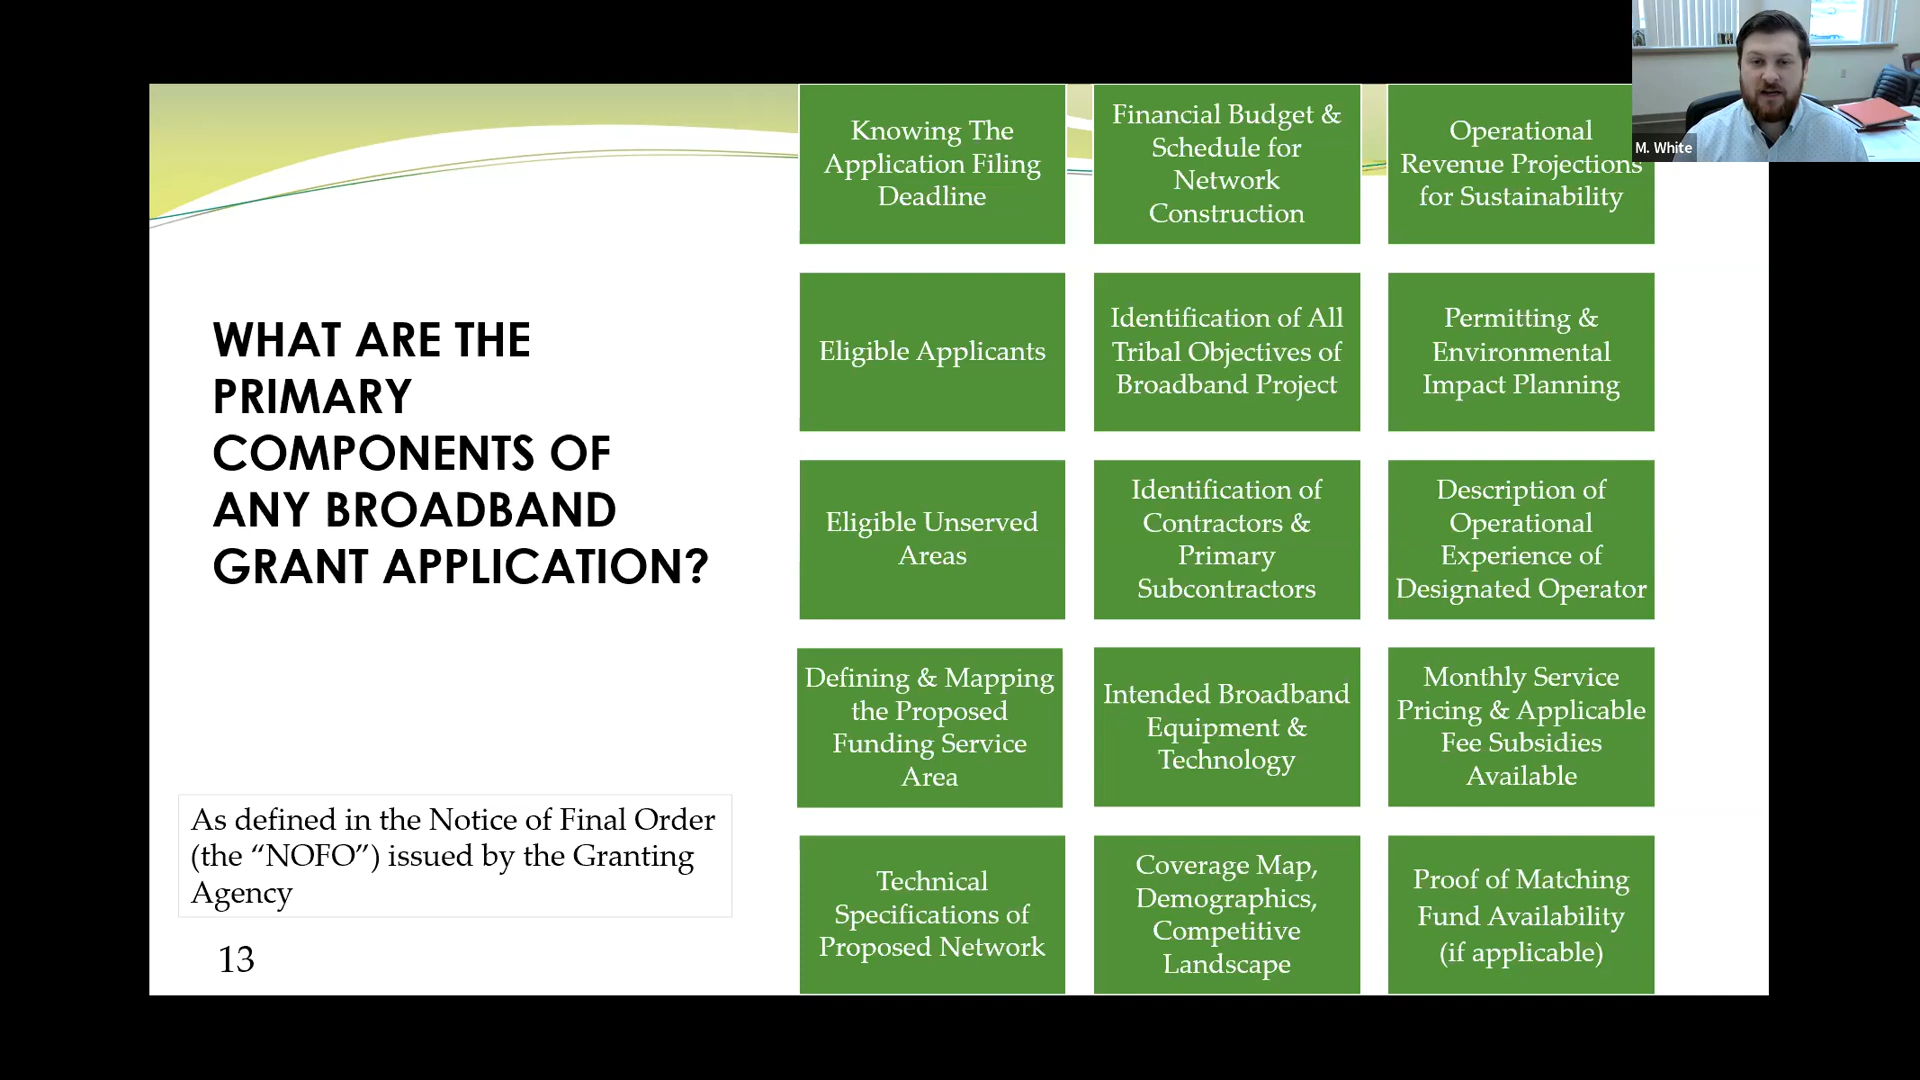 WHAT ARE THE
PRIMARY
COMPONENTS OF
ANY BROADBAND
GRANT APPLICATION?
As defined in the Notice of Final Order
(the “NOFO”) issued by the Granting
Agency
13
Knowing The
Application Filing
Deadline
Financial Budget &
Schedule for
Network
Construction
Operational
Revenue Projections
for Sustainability
Eligible Applicants
Identification of All
Tribal Objectives of
Broadband Project
Permitting &
Environmental
Impact Planning
Eligible Unserved
Areas
Identification of
Contractors &
Primary
Subcontractors
Description of
Operational
Experience of
Designated Operator
Defining & Mapping
the Proposed
Funding Service
Area
Intended Broadband
Equipment &
Technology
Monthly Service
Pricing & Applicable
Fee Subsidies
Available
Technical
Specifications of
Proposed Network
Coverage Map,
Demographics,
Competitive
Landscape
Proof of Matching
Fund Availability
(if applicable)
M. White